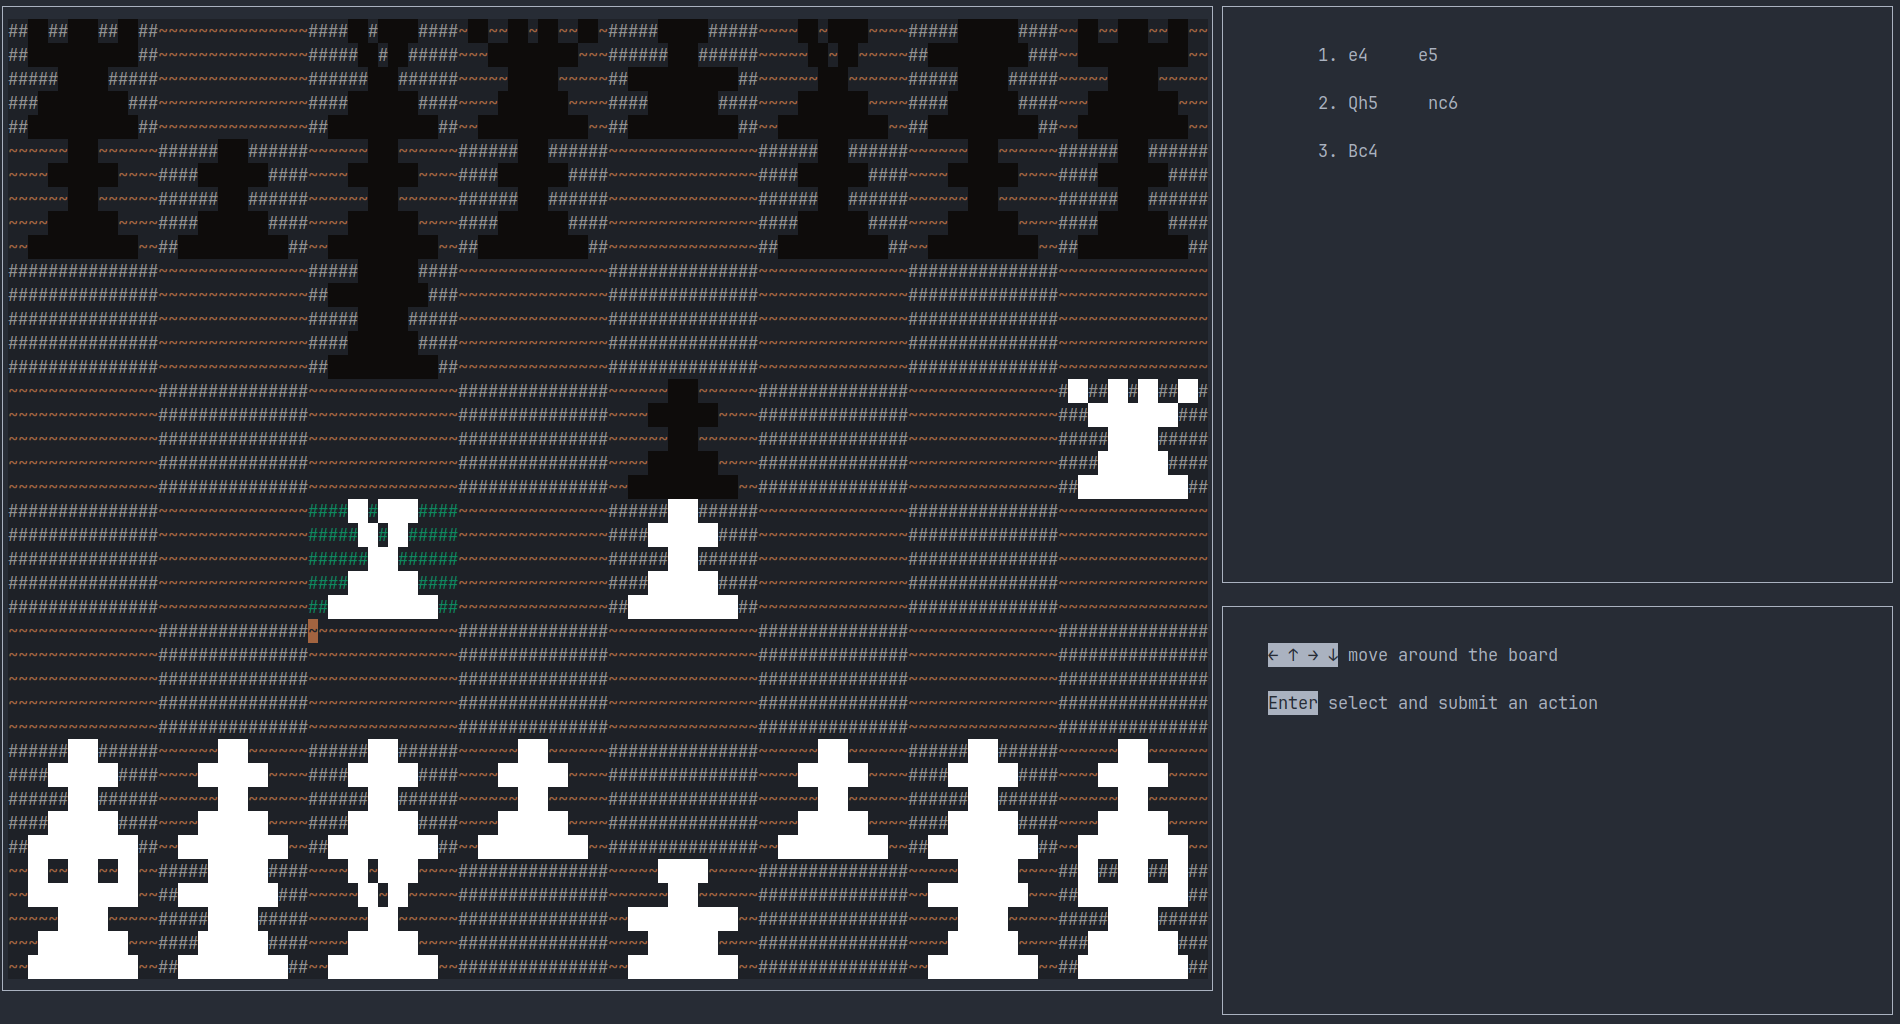 1. e4 e5
2. Qh5 nc6
3. Bc4
← ↑ → ↓ move around the board
Enter select and submit an action